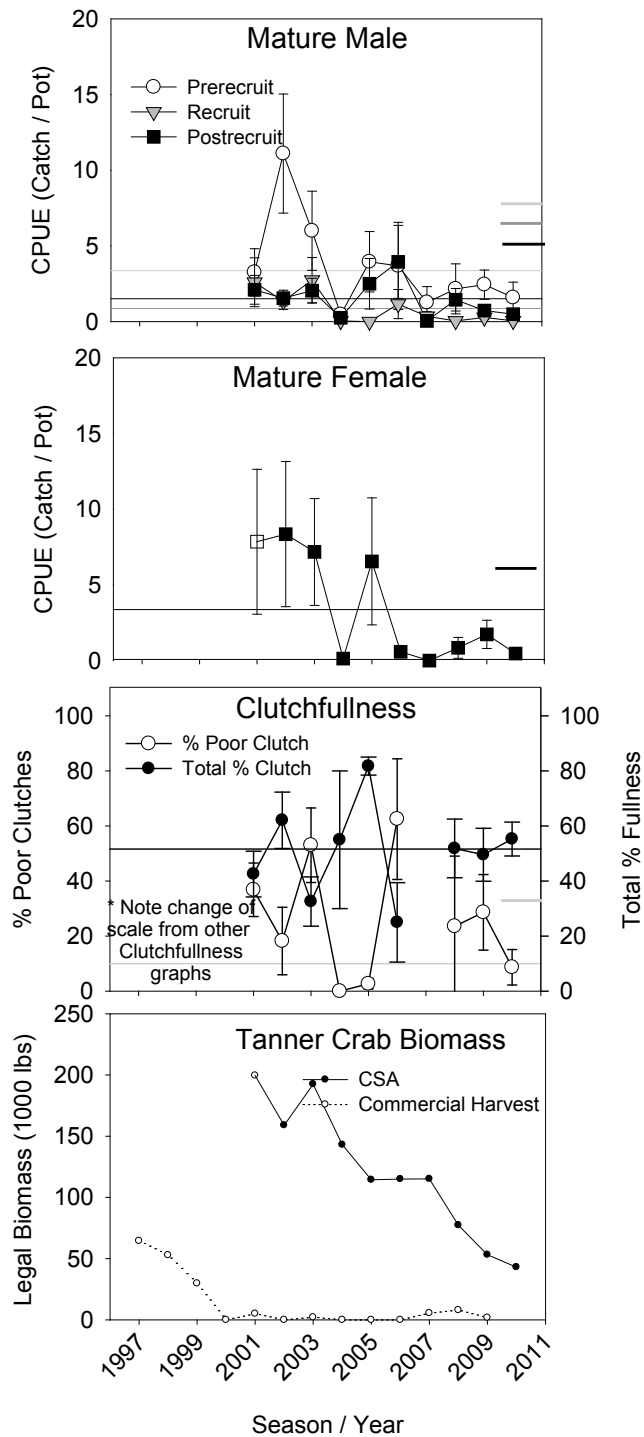 Mature Male
Prerecruit
Recruit
Postrecruit
CPUE (Catch / Pot)
20
15
10
5
0
Mature Female
CPUE (Catch / Pot)
20
15
10
5
0
Clutchfullness
% Poor Clutch
Total % Clutch
% Poor Clutches
100
80
60
40
20
0
* Note change of
scale from other
Clutchfullness
graphs
100
80
60
40
20
0
Total % Fullness
Tanner Crab Biomass
CSA
Commercial Harvest
Legal Biomass (1000 lbs)
250
200
150
100
50
0
1997
1999
2001
2003
2005
2007
2009
2011
Season / Year